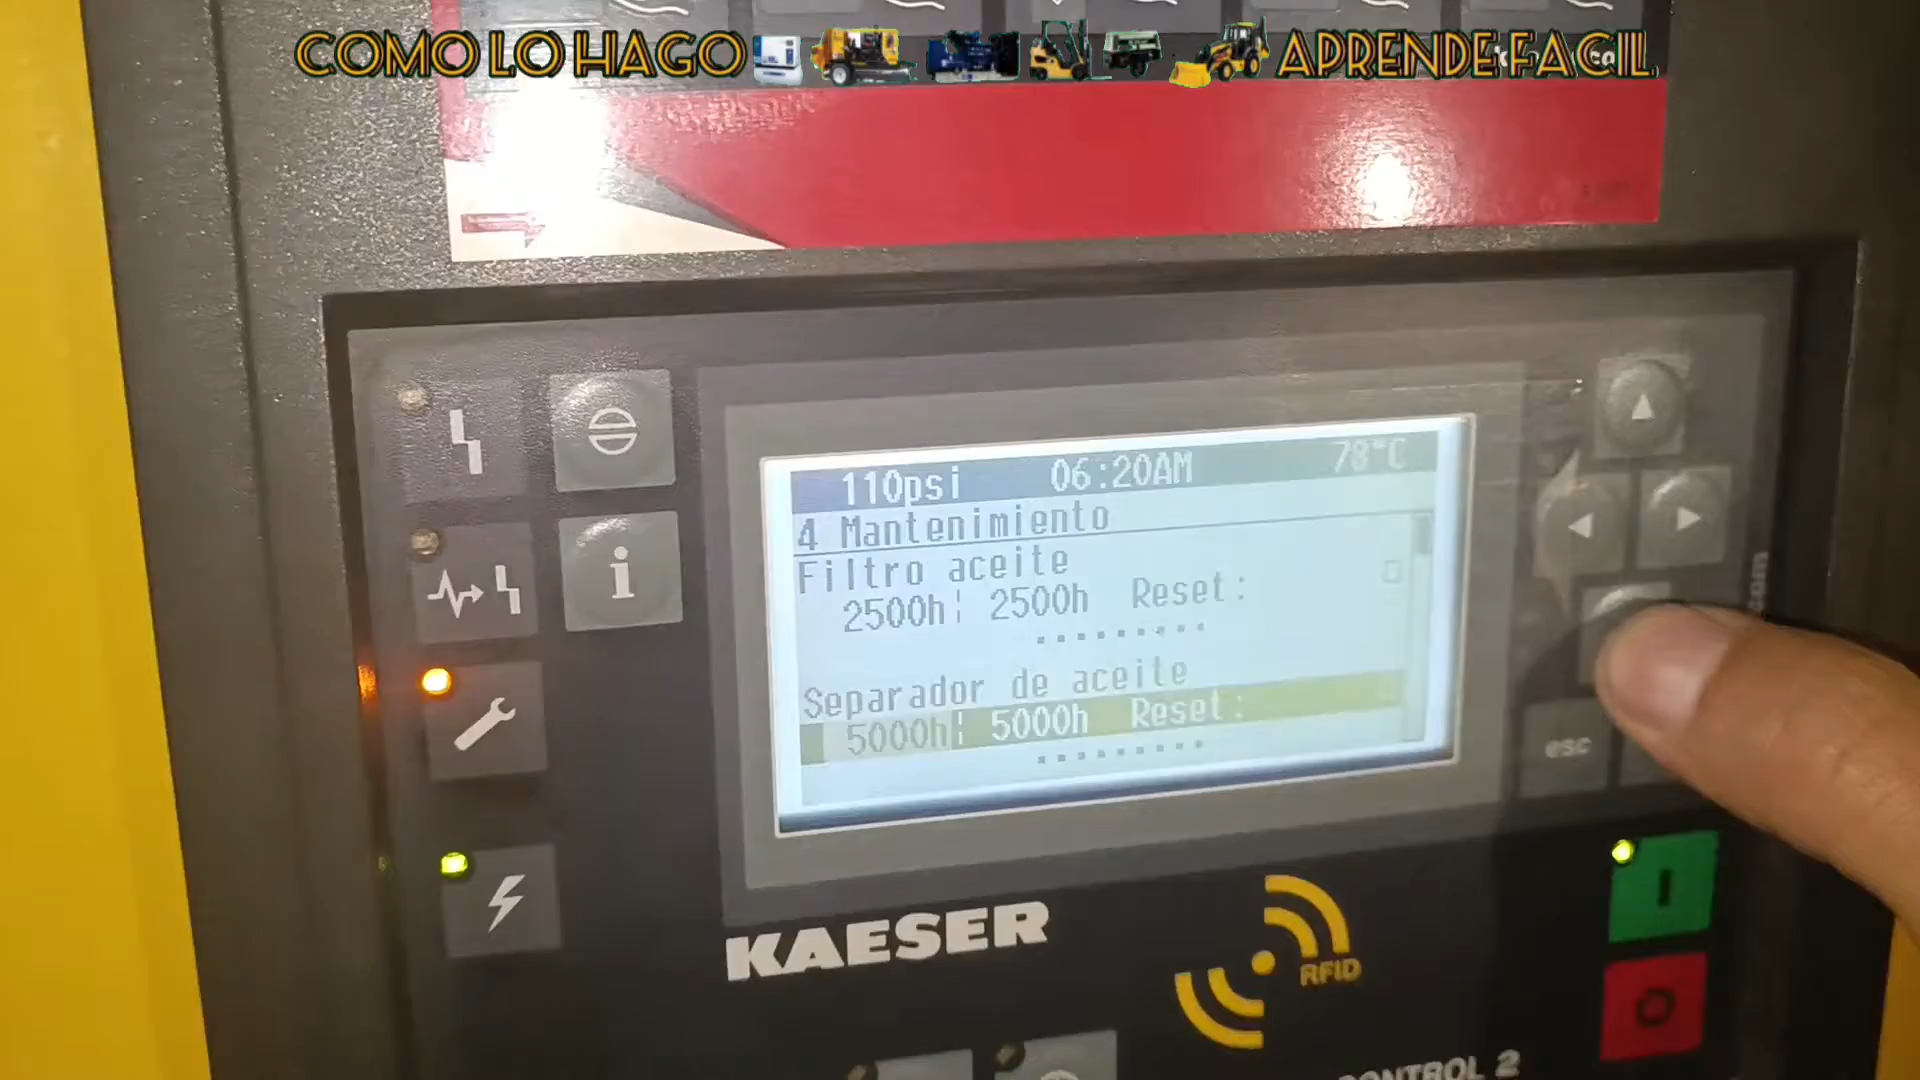 COMO LO HAGO APRENDE FACIL
110psi 06:20AM 78°C
4 Mantenimiento
Filtro aceite
2500h¦ 2500h Reset:
Separador de aceite
5000h¦ 5000h Reset:
esc
.com
KAESER
RFID
CONTROL 2